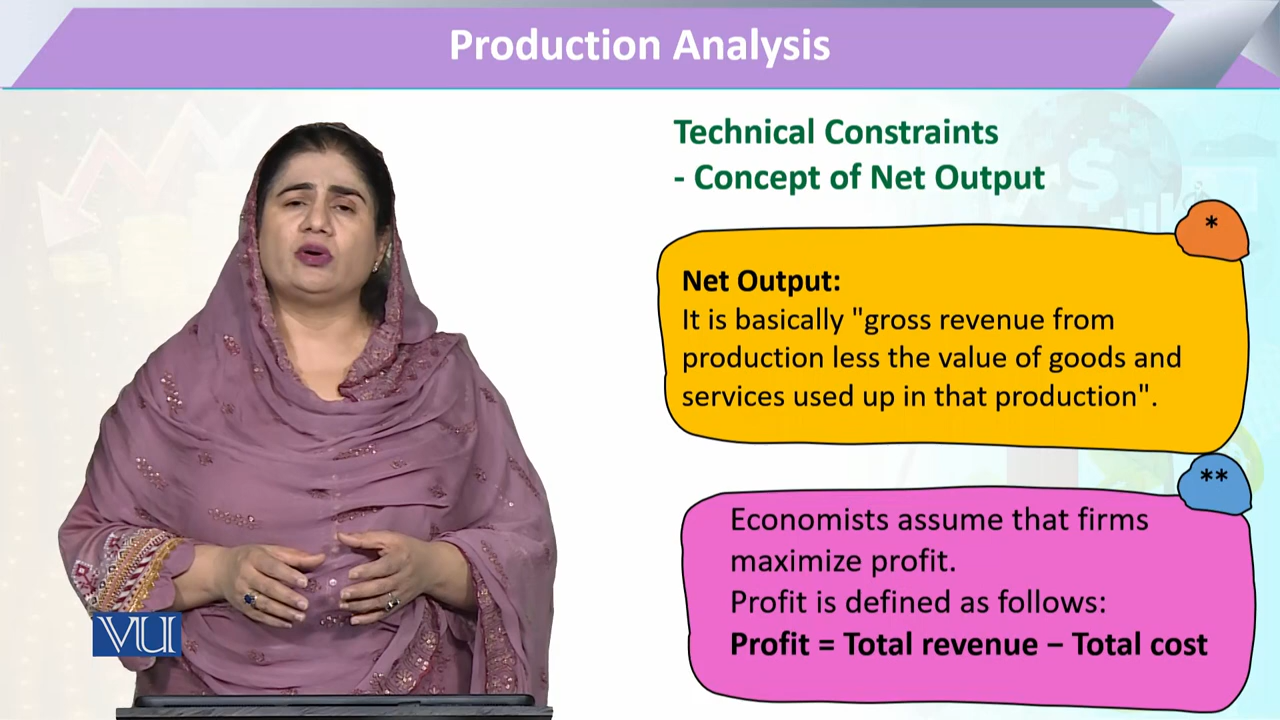 Production Analysis
Technical Constraints
- Concept of Net Output
*
Net Output:
It is basically "gross revenue from
production less the value of goods and
services used up in that production".
**
Economists assume that firms
maximize profit.
Profit is defined as follows:
Profit = Total revenue – Total cost
VU